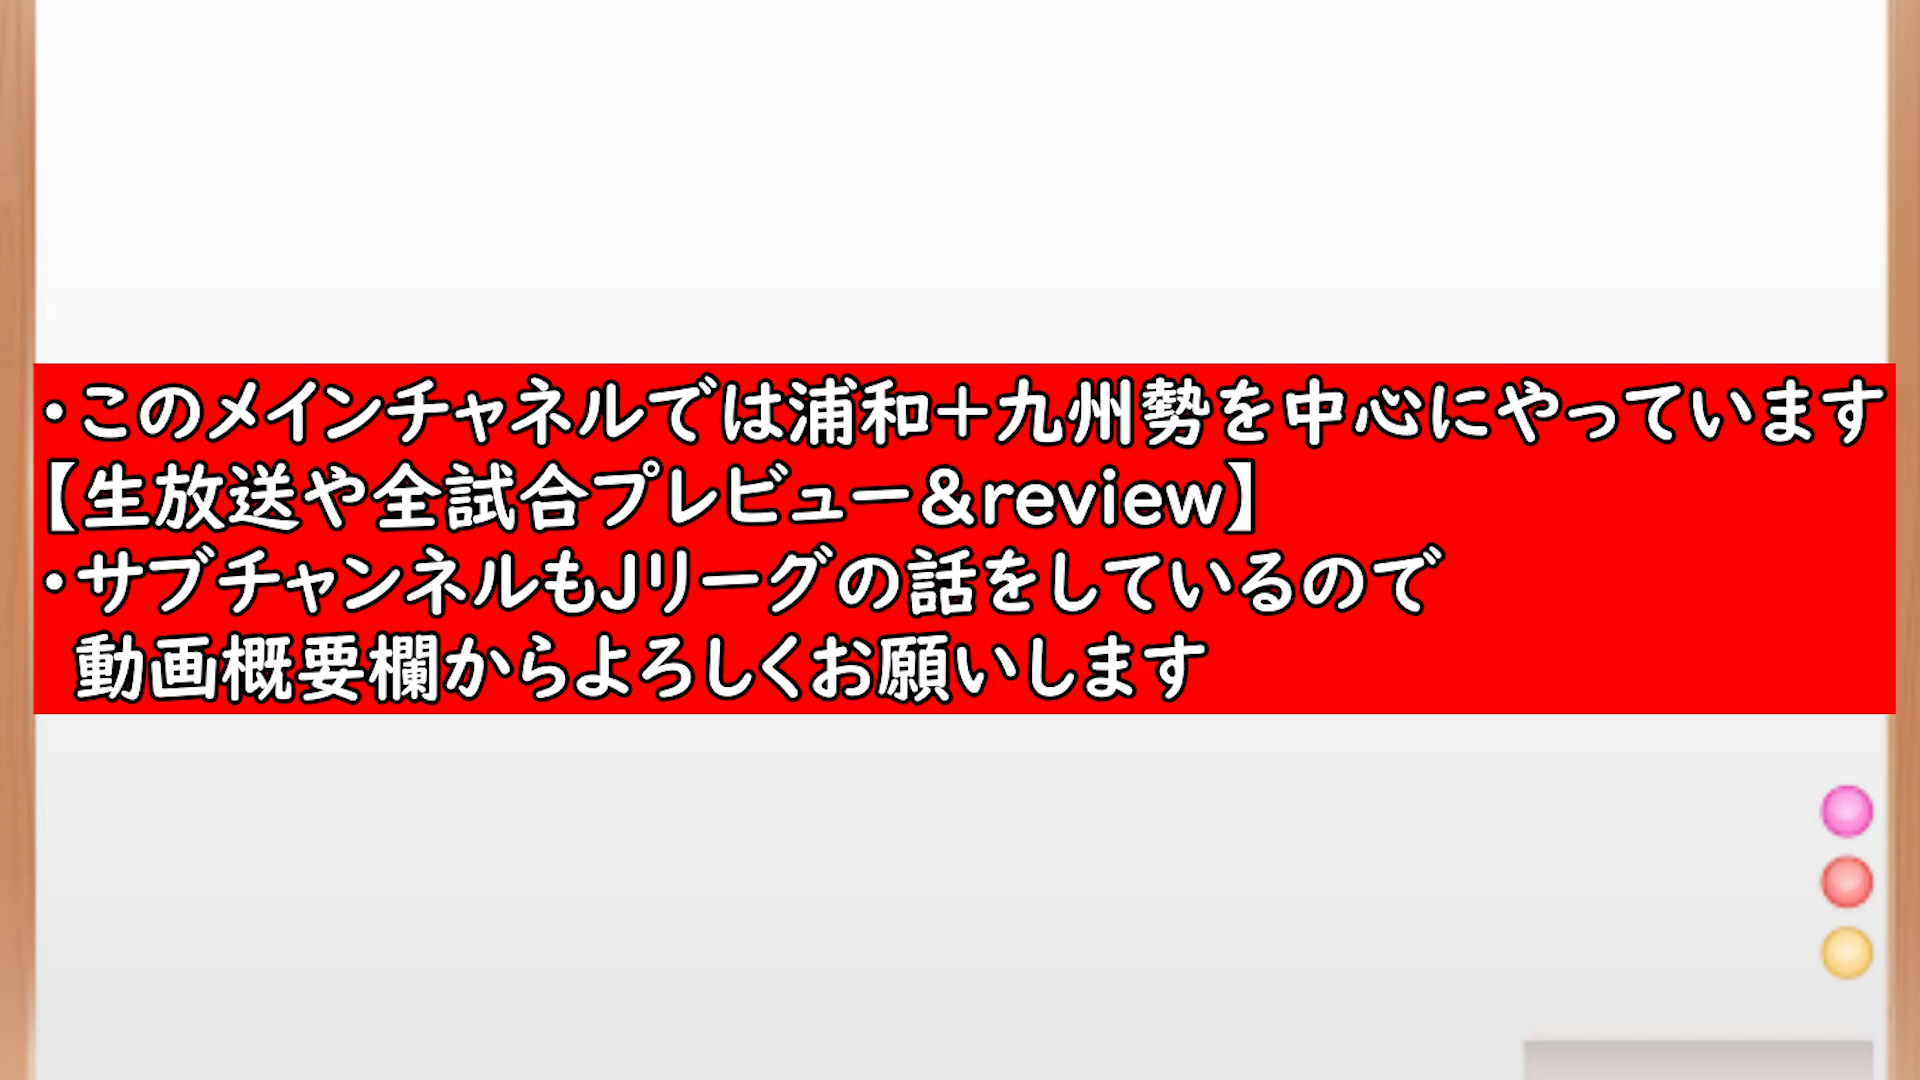 ・このメインチャネルでは浦和＋九州勢を中心にやっています
【生放送や全試合プレビュー&review】
・サブチャンネルもJリーグの話をしているので
動画概要欄からよろしくお願いします